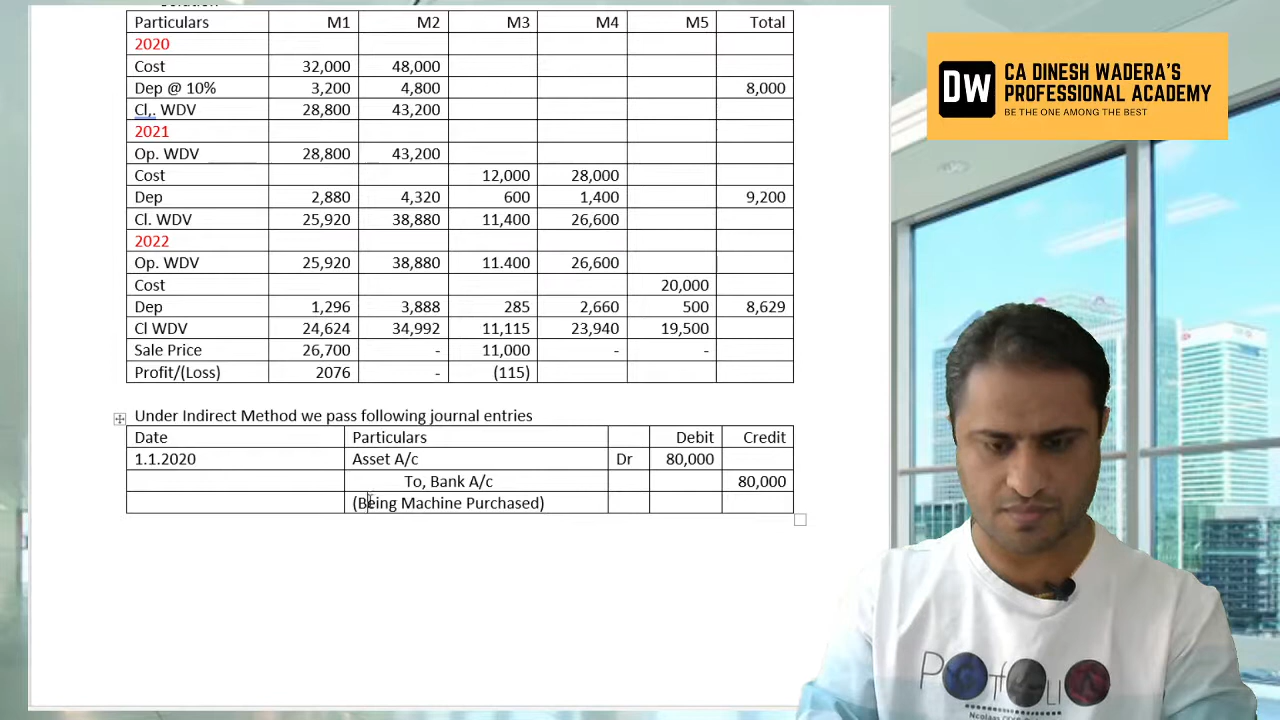 Particulars M1 M2 M3 M4 M5 Total
2020
Cost 32,000 48,000
Dep @ 10% 3,200 4,800 8,000
Cl,. WDV 28,800 43,200
2021
Op. WDV 28,800 43,200
Cost 12,000 28,000
Dep 2,880 4,320 600 1,400 9,200
Cl. WDV 25,920 38,880 11,400 26,600
2022
Op. WDV 25,920 38,880 11.400 26,600
Cost 20,000
Dep 1,296 3,888 285 2,660 500 8,629
Cl WDV 24,624 34,992 11,115 23,940 19,500
Sale Price 26,700 - 11,000 - -
Profit/(Loss) 2076 - (115)
Under Indirect Method we pass following journal entries
Date Particulars Debit Credit
1.1.2020 Asset A/c Dr 80,000
To, Bank A/c 80,000
(Being Machine Purchased)
DW
CA DINESH WADERA'S
PROFESSIONAL ACADEMY
BE THE ONE AMONG THE BEST